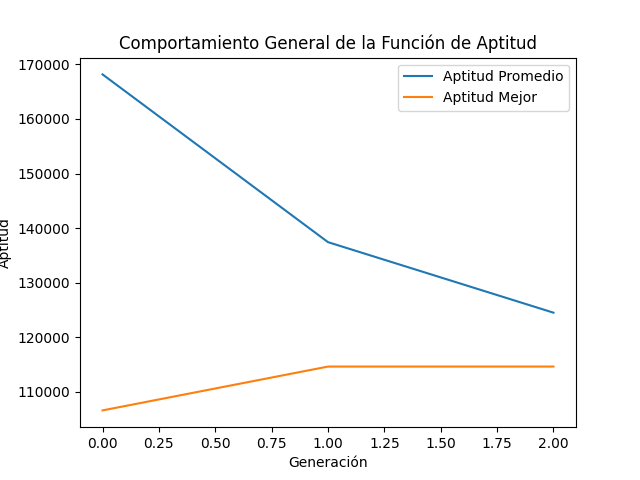 Comportamiento General de la Función de Aptitud
Aptitud Promedio
Aptitud Mejor
170000
160000
150000
140000
130000
120000
110000
Aptitud
0.00 0.25 0.50 0.75 1.00 1.25 1.50 1.75 2.00
Generación